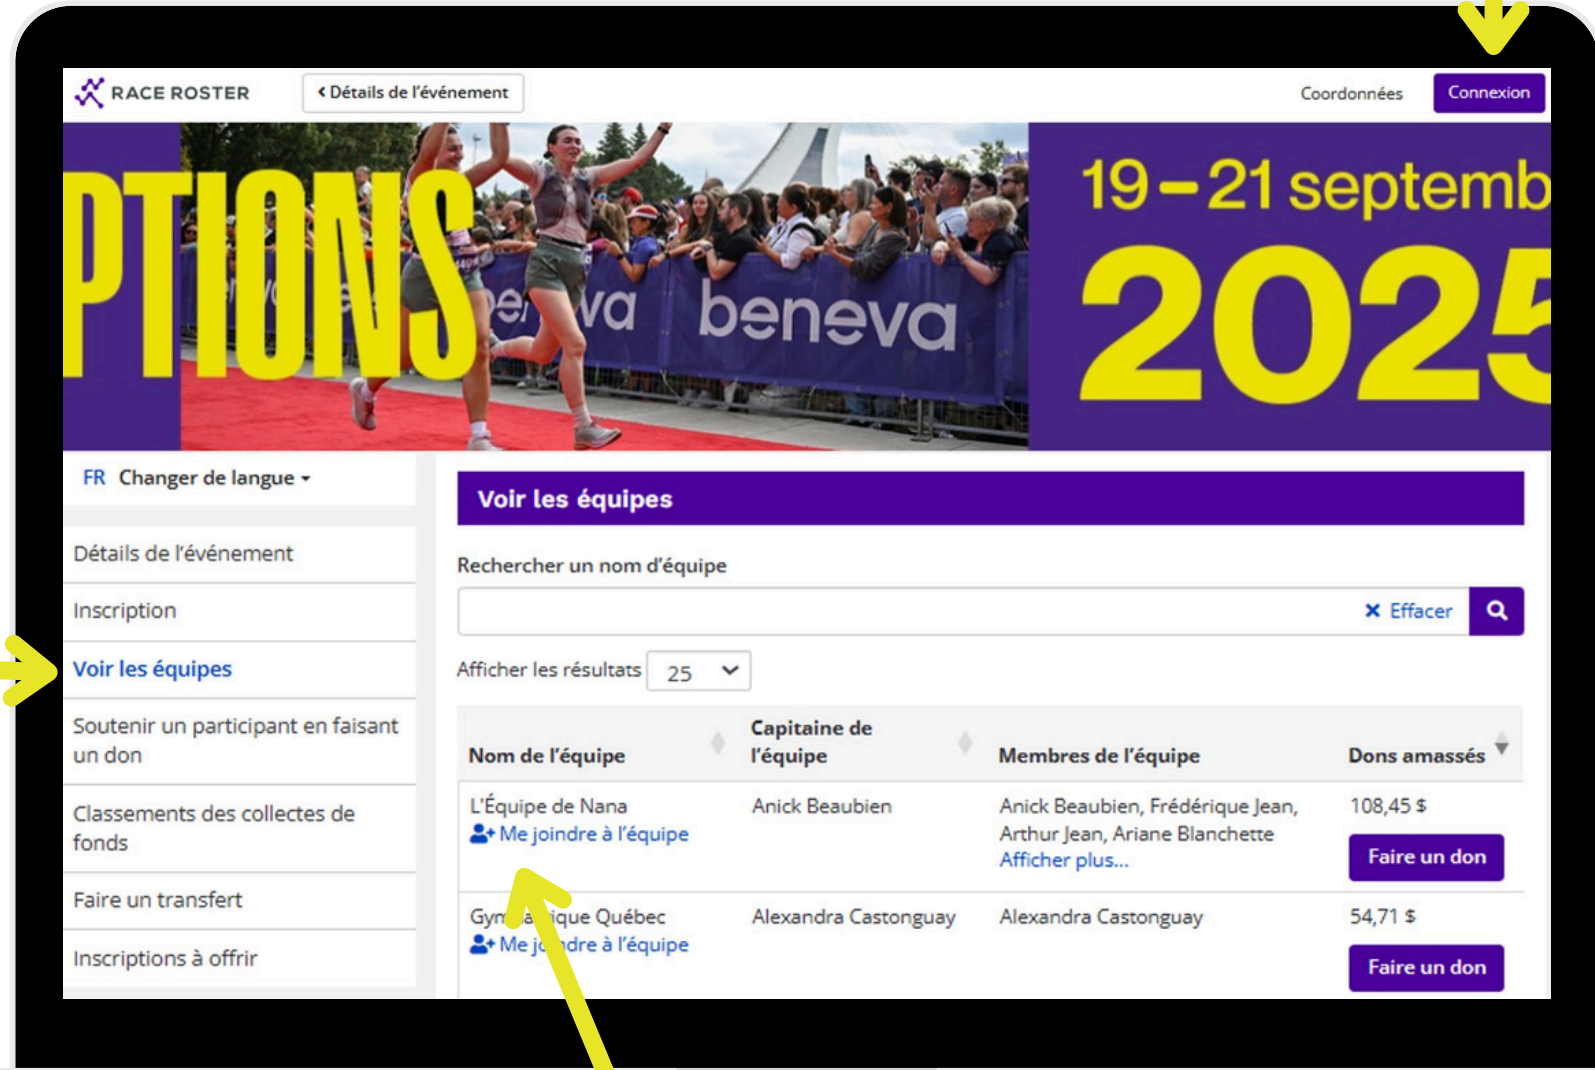 RACE ROSTER
Détails de l'événement
Coordonnées
Connexion
PTIONS
beneva
19 – 21 septemb
2025
FR Changer de langue
Détails de l'événement
Inscription
Voir les équipes
Soutenir un participant en faisant
un don
Classements des collectes de
fonds
Faire un transfert
Inscriptions à offrir
Voir les équipes
Rechercher un nom d'équipe
Effacer
Afficher les résultats 25
Nom de l'équipe
Capitaine de
l'équipe
Membres de l'équipe
Dons amassés
L'Équipe de Nana
Me joindre à l'équipe
Anick Beaubien
Anick Beaubien, Frédérique Jean,
Arthur Jean, Ariane Blanchette
Afficher plus...
108,45 $
Faire un don
Québec
Me joindre à l'équipe
Alexandra Castonguay
Alexandra Castonguay
54,71 $
Faire un don